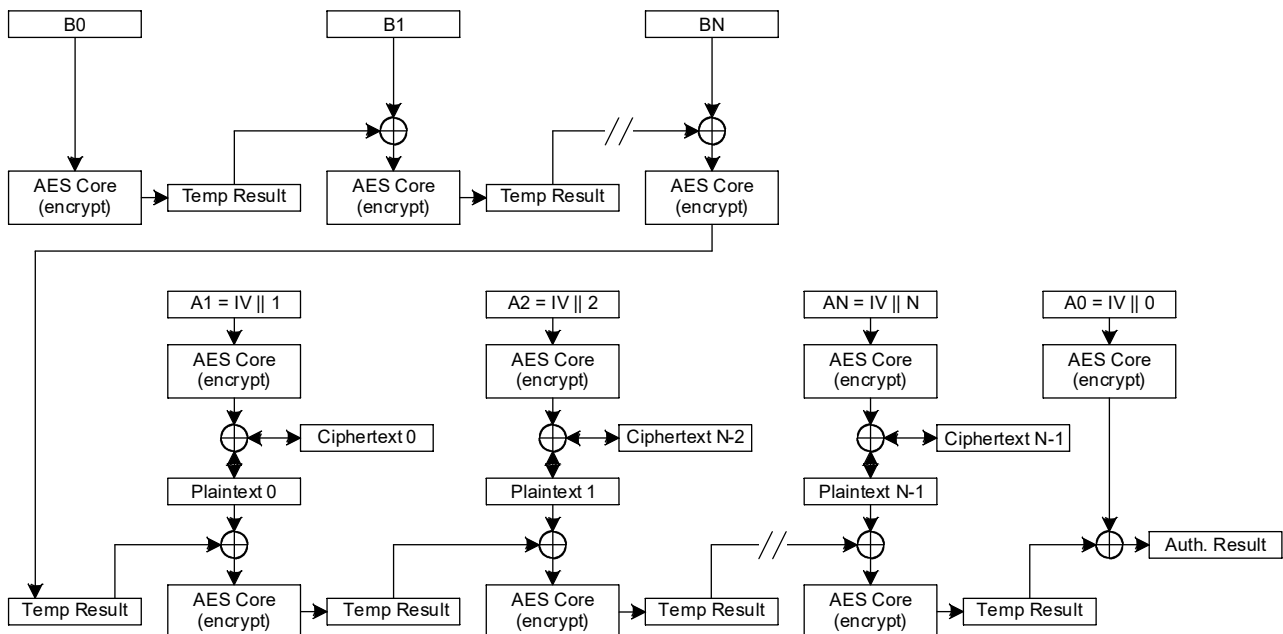 B0
B1
BN
AES Core
(encrypt)
Temp Result
AES Core
(encrypt)
Temp Result
AES Core
(encrypt)
A1 = IV || 1
A2 = IV || 2
AN = IV || N
A0 = IV || 0
AES Core
(encrypt)
AES Core
(encrypt)
AES Core
(encrypt)
AES Core
(encrypt)
Ciphertext 0
Ciphertext N-2
Ciphertext N-1
Plaintext 0
Plaintext 1
Plaintext N-1
Auth. Result
Temp Result
AES Core
(encrypt)
Temp Result
AES Core
(encrypt)
Temp Result
AES Core
(encrypt)
Temp Result